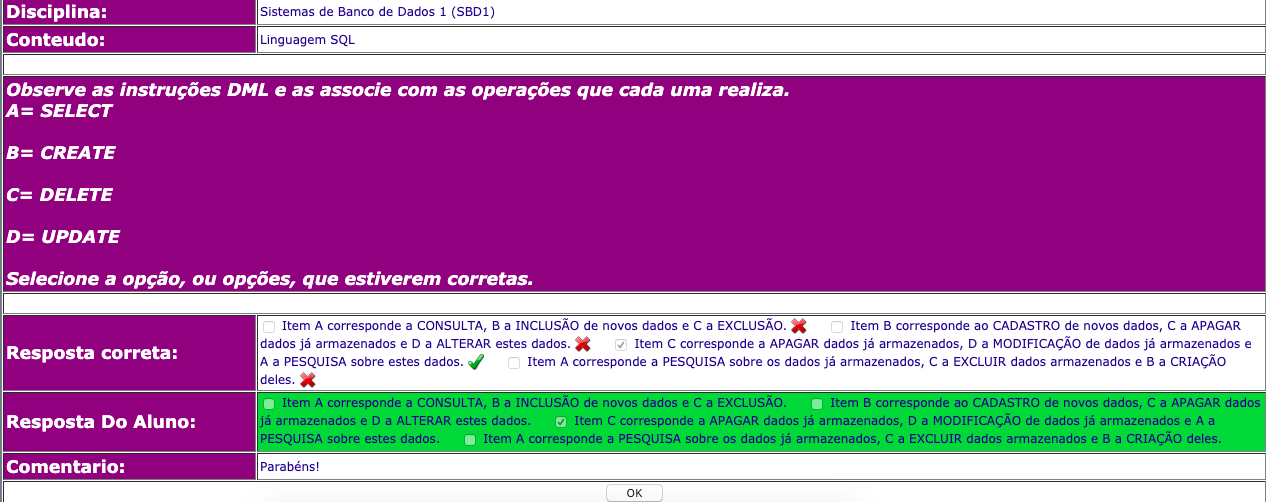 Disciplina: Sistemas de Banco de Dados 1 (SBD1)
Conteudo: Linguagem SQL
Observe as instruções DML e as associe com as operações que cada uma realiza.
A= SELECT
B= CREATE
C= DELETE
D= UPDATE
Selecione a opção, ou opções, que estiverem corretas.
Resposta correta:
Item A corresponde a CONSULTA, B a INCLUSÃO de novos dados e C a EXCLUSÃO. Item B corresponde ao CADASTRO de novos dados, C a APAGAR
dados já armazenados e D a ALTERAR estes dados. Item C corresponde a APAGAR dados já armazenados, D a MODIFICAÇÃO de dados já armazenados e
A a PESQUISA sobre estes dados. Item A corresponde a PESQUISA sobre os dados já armazenados, C a EXCLUIR dados armazenados e B a CRIAÇÃO
deles.
Resposta Do Aluno:
Item A corresponde a CONSULTA, B a INCLUSÃO de novos dados e C a EXCLUSÃO. Item B corresponde ao CADASTRO de novos dados, C a APAGAR dados
já armazenados e D a ALTERAR estes dados. Item C corresponde a APAGAR dados já armazenados, D a MODIFICAÇÃO de dados já armazenados e A a
PESQUISA sobre estes dados. Item A corresponde a PESQUISA sobre os dados já armazenados, C a EXCLUIR dados armazenados e B a CRIAÇÃO deles.
Comentario: Parabéns!
OK